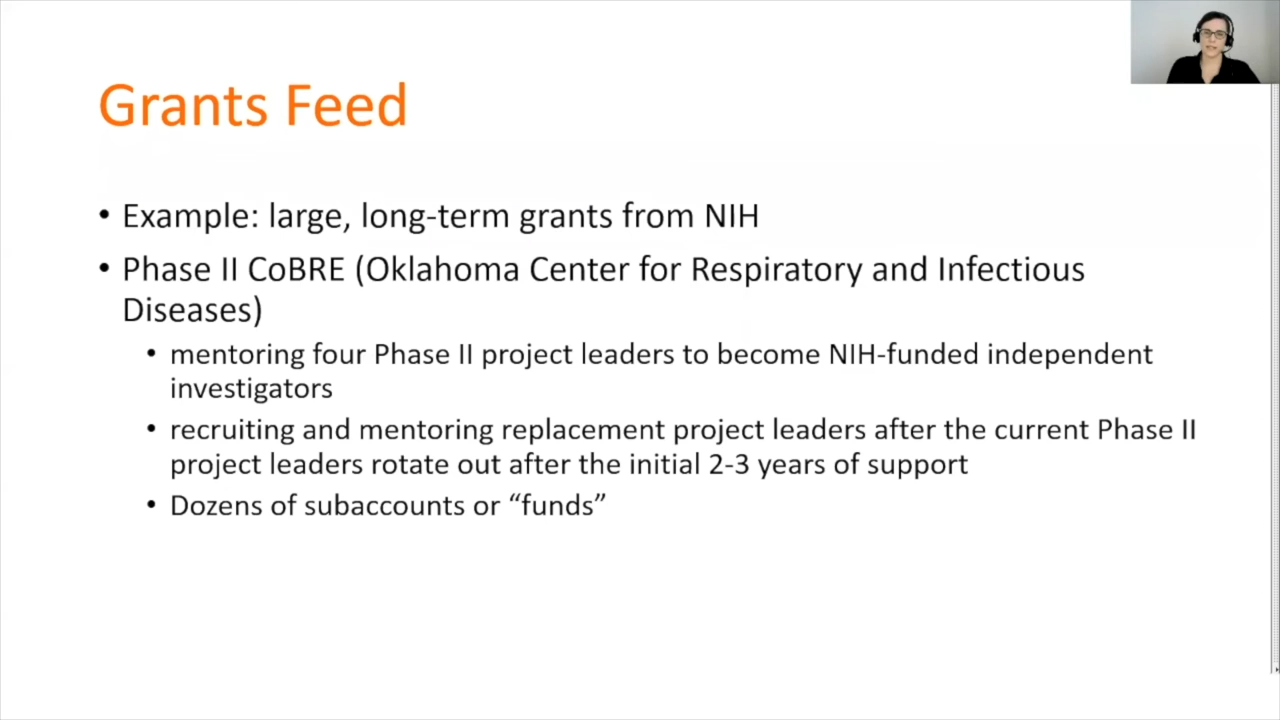 Grants Feed
• Example: large, long-term grants from NIH
• Phase II CoBRE (Oklahoma Center for Respiratory and Infectious
Diseases)
• mentoring four Phase II project leaders to become NIH-funded independent
investigators
• recruiting and mentoring replacement project leaders after the current Phase II
project leaders rotate out after the initial 2-3 years of support
• Dozens of subaccounts or “funds”